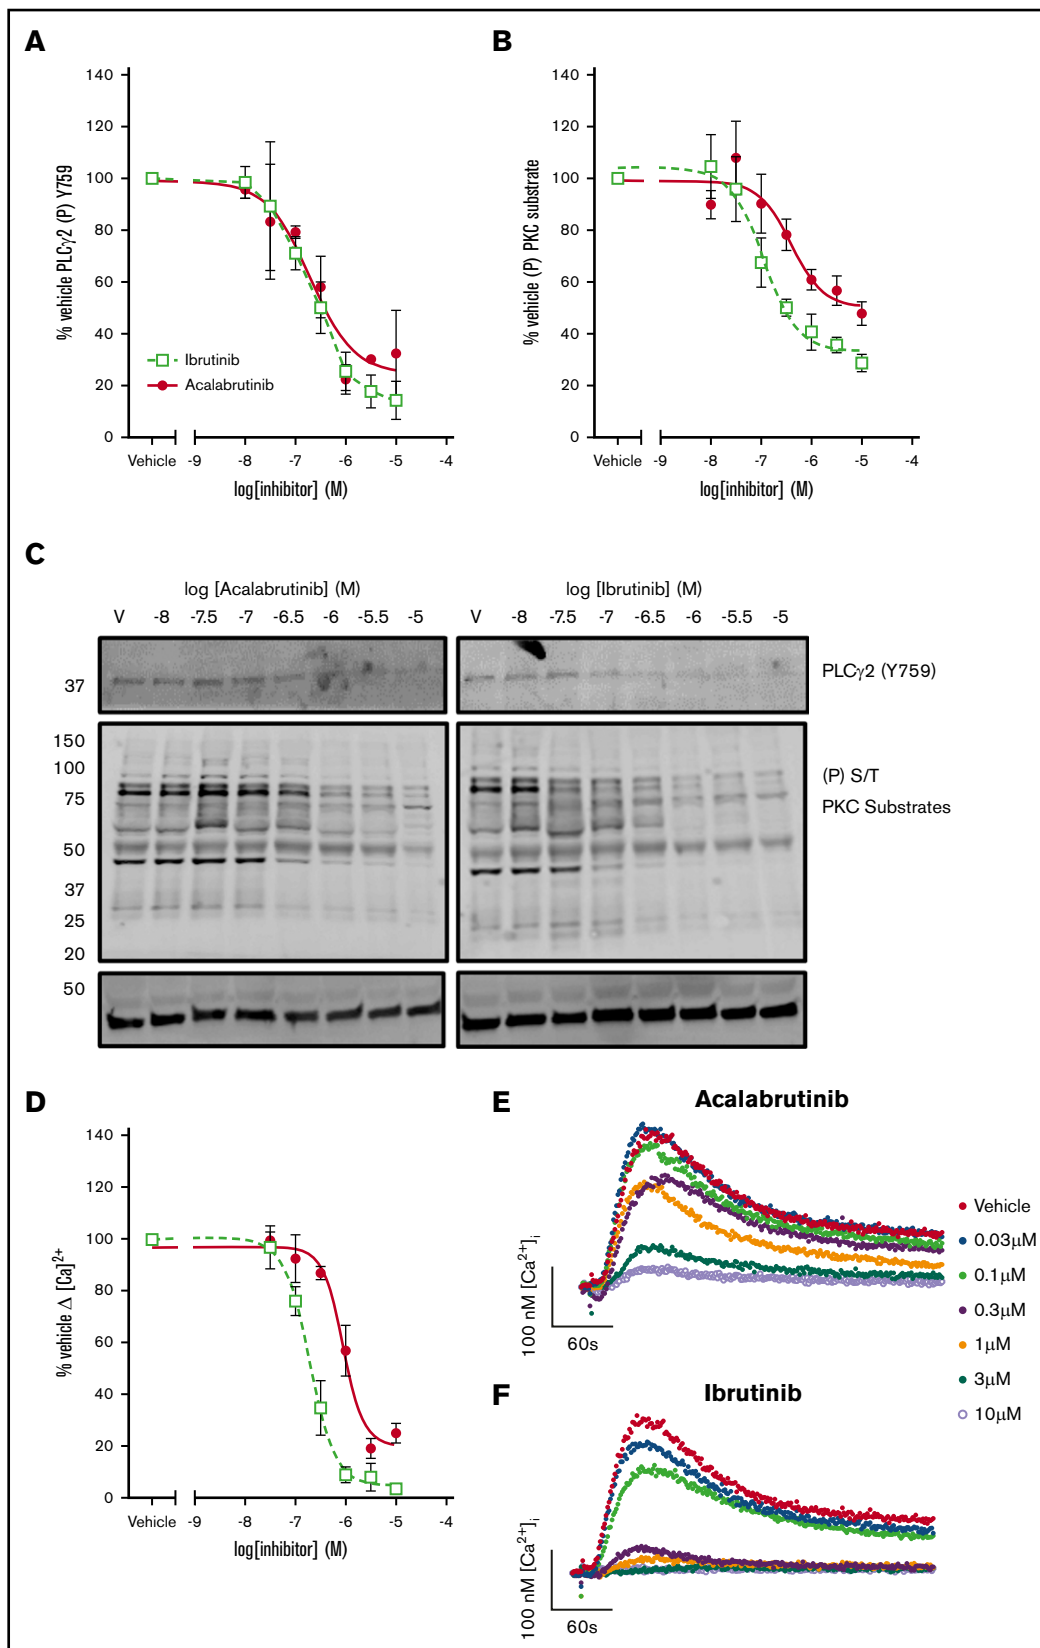 A
% vehicle PLCγ2 (P) Y759
140
120
100
80
60
40
20
0
Ibrutinib
Acalabrutinib
Vehicle -9 -8 -7 -6 -5 -4
log[inhibitor] (M)
B
% vehicle (P) PKC substrate
140
120
100
80
60
40
20
0
Vehicle -9 -8 -7 -6 -5 -4
log[inhibitor] (M)
C
log [Acalabrutinib] (M)
V -8 -7.5 -7 -6.5 -6 -5.5 -5
log [Ibrutinib] (M)
V -8 -7.5 -7 -6.5 -6 -5.5 -5
37
PLCγ2 (Y759)
150
100
75
50
37
25
20
(P) S/T
PKC Substrates
50
D
% vehicle Δ [Ca]²⁺
140
120
100
80
60
40
20
0
Vehicle -9 -8 -7 -6 -5 -4
log[inhibitor] (M)
E
Acalabrutinib
100 nM [Ca²⁺]ᵢ
60s
Vehicle
0.03μM
0.1μM
0.3μM
1μM
3μM
10μM
F
Ibrutinib
100 nM [Ca²⁺]ᵢ
60s